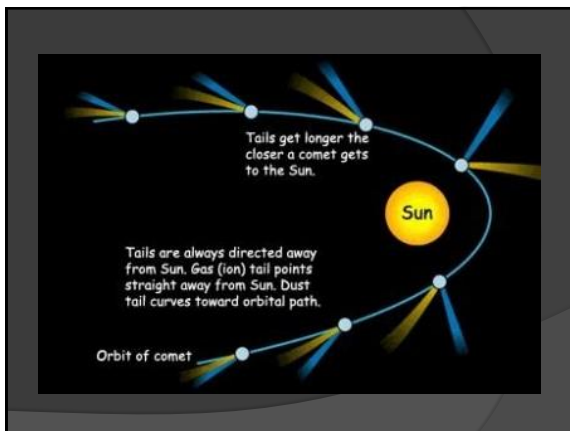 Tails get longer the
closer a comet gets
to the Sun.
Sun
Tails are always directed away
from Sun. Gas (ion) tail points
straight away from Sun. Dust
tail curves toward orbital path.
Orbit of comet